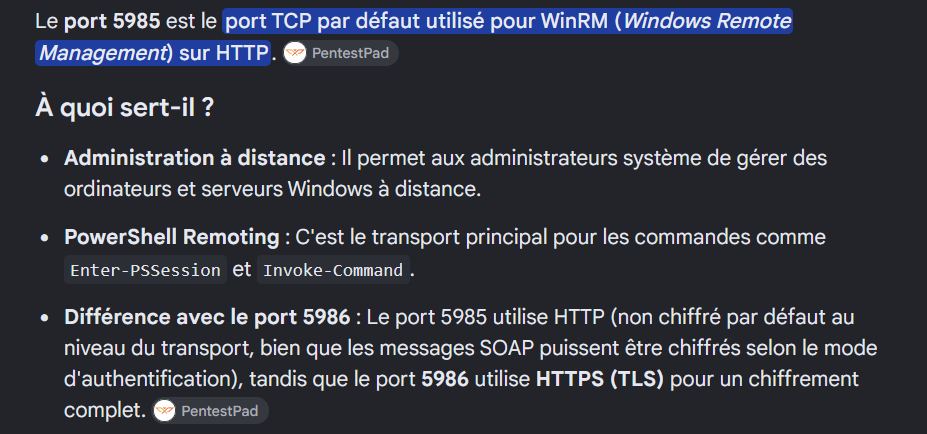 Le port 5985 est le port TCP par défaut utilisé pour WinRM (Windows Remote
Management) sur HTTP. PentestPad
À quoi sert-il ?
• Administration à distance : Il permet aux administrateurs système de gérer des
ordinateurs et serveurs Windows à distance.
• PowerShell Remoting : C'est le transport principal pour les commandes comme
Enter-PSSession et Invoke-Command.
• Différence avec le port 5986 : Le port 5985 utilise HTTP (non chiffré par défaut au
niveau du transport, bien que les messages SOAP puissent être chiffrés selon le mode
d'authentification), tandis que le port 5986 utilise HTTPS (TLS) pour un chiffrement
complet. PentestPad